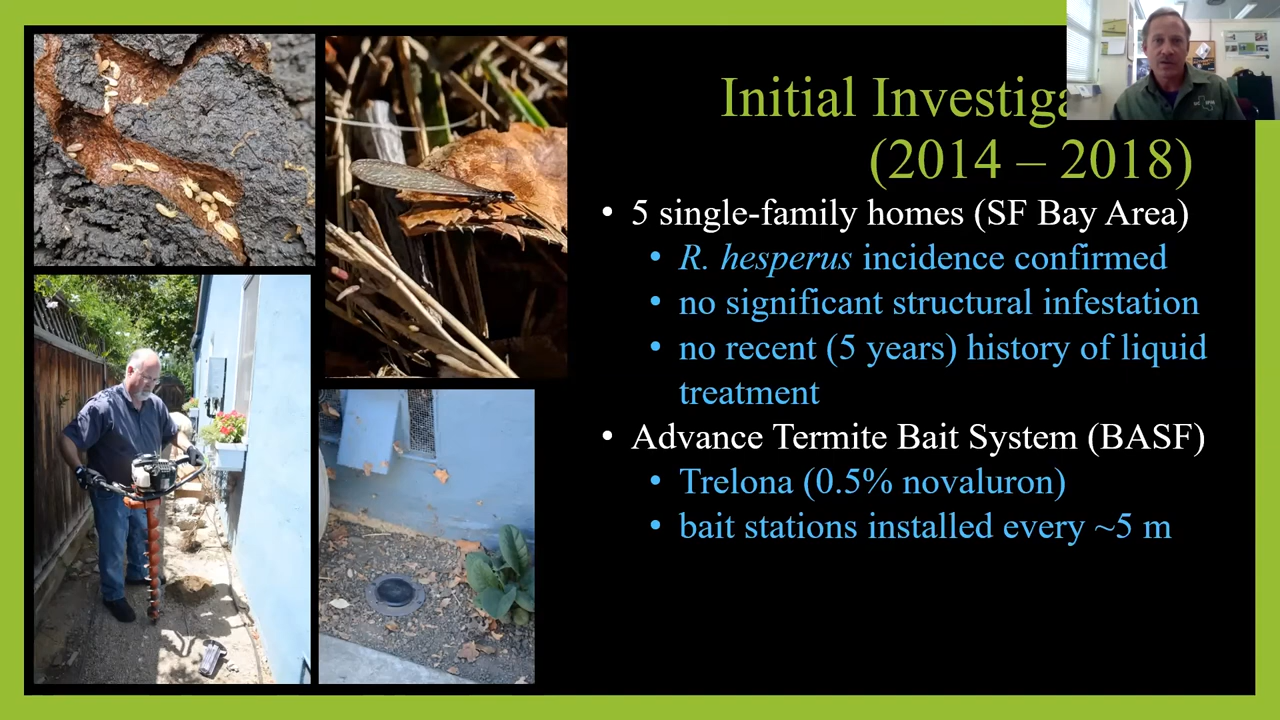 Initial Investiga
(2014 – 2018)
• 5 single-family homes (SF Bay Area)
• R. hesperus incidence confirmed
• no significant structural infestation
• no recent (5 years) history of liquid
treatment
• Advance Termite Bait System (BASF)
• Trelona (0.5% novaluron)
• bait stations installed every ~5 m